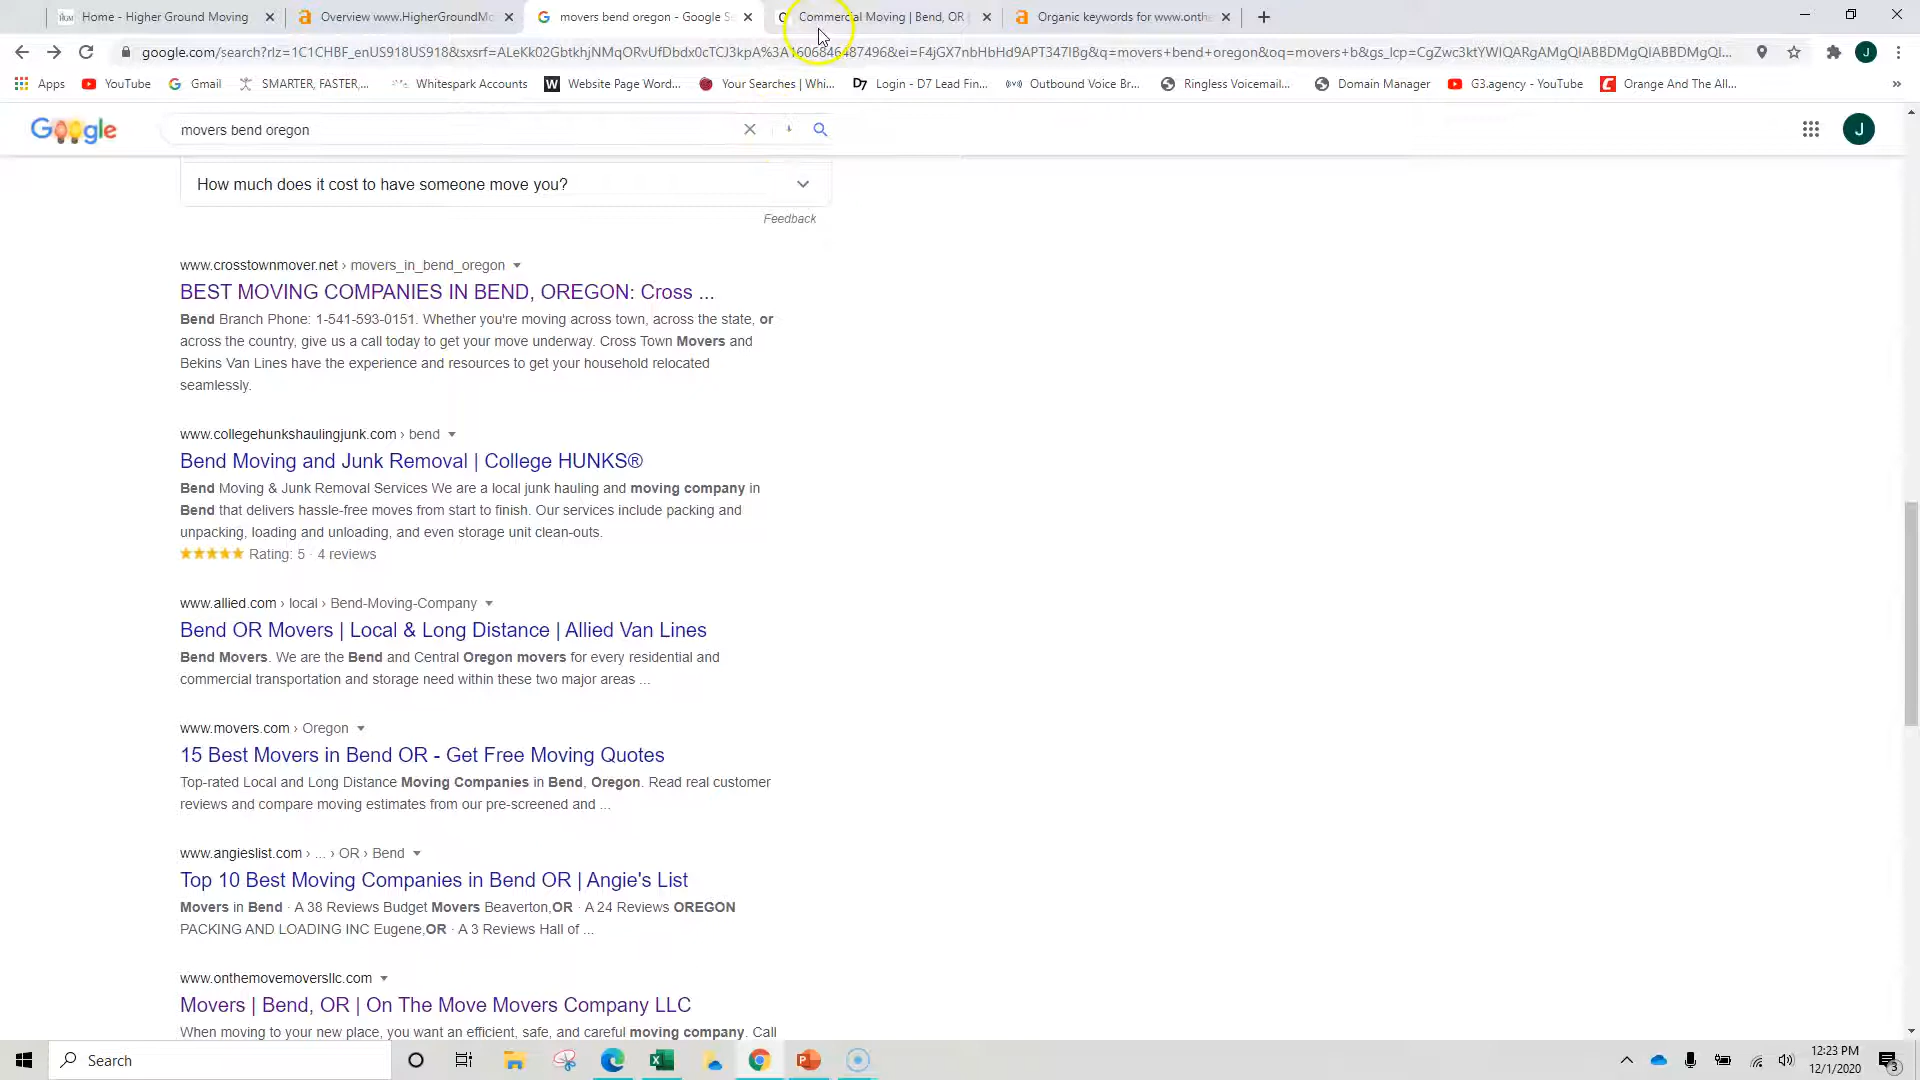 Home - Higher Ground Moving
Overview www.HigherGroundMo
movers bend oregon - Google S
Commercial Moving | Bend, OR
Organic keywords for www.onthe
google.com/search?rlz=1C1CHBF_enUS918US918&sxsrf=ALeKk02GbtkhjNMqORvUfDbdx0cTCJ3kpA%3A1606846487496&ei=F4jGX7nbHbHd9APT347IBg&q=movers+bend+oregon&oq=movers+b&gs_lcp=CgZwc3ktYWIQARgAMgQIABBDMgQIABBDMgQI...
Apps
YouTube
Gmail
SMARTER, FASTER,...
Whitespark Accounts
Website Page Word...
Your Searches | Whi...
Login - D7 Lead Fin...
Outbound Voice Br...
Ringless Voicemail...
Domain Manager
G3.agency - YouTube
Orange And The All...
»
Google
movers bend oregon
J
How much does it cost to have someone move you?
Feedback
www.crosstownmover.net › movers_in_bend_oregon
BEST MOVING COMPANIES IN BEND, OREGON: Cross ...
Bend Branch Phone: 1-541-593-0151. Whether you're moving across town, across the state, or
across the country, give us a call today to get your move underway. Cross Town Movers and
Bekins Van Lines have the experience and resources to get your household relocated
seamlessly.
www.collegehunkshaulingjunk.com › bend
Bend Moving and Junk Removal | College HUNKS®
Bend Moving & Junk Removal Services We are a local junk hauling and moving company in
Bend that delivers hassle-free moves from start to finish. Our services include packing and
unpacking, loading and unloading, and even storage unit clean-outs.
Rating: 5 · 4 reviews
www.allied.com › local › Bend-Moving-Company
Bend OR Movers | Local & Long Distance | Allied Van Lines
Bend Movers. We are the Bend and Central Oregon movers for every residential and
commercial transportation and storage need within these two major areas ...
www.movers.com › Oregon
15 Best Movers in Bend OR - Get Free Moving Quotes
Top-rated Local and Long Distance Moving Companies in Bend, Oregon. Read real customer
reviews and compare moving estimates from our pre-screened and ...
www.angieslist.com › ... › OR › Bend
Top 10 Best Moving Companies in Bend OR | Angie's List
Movers in Bend · A 38 Reviews Budget Movers Beaverton,OR · A 24 Reviews OREGON
PACKING AND LOADING INC Eugene,OR · A 3 Reviews Hall of ...
www.onthemovemoversllc.com
Movers | Bend, OR | On The Move Movers Company LLC
When moving to your new place, you want an efficient, safe, and careful moving company. Call
Search
12:23 PM
12/1/2020
3